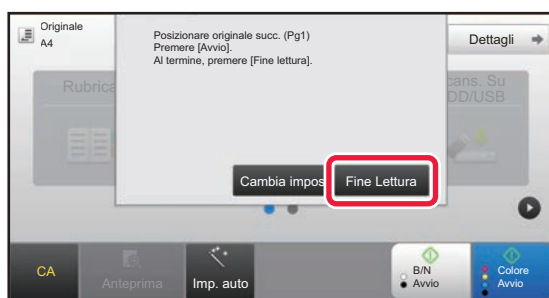 Originale
A4
Posizionare originale succ. (Pg1)
Premere [Avvio].
Al termine, premere [Fine lettura].
Dettagli
Rubrica
cans. Su
DD/USB
Cambia impos
Fine Lettura
CA
Anteprima
Imp. auto
B/N
Avvio
Colore
Avvio